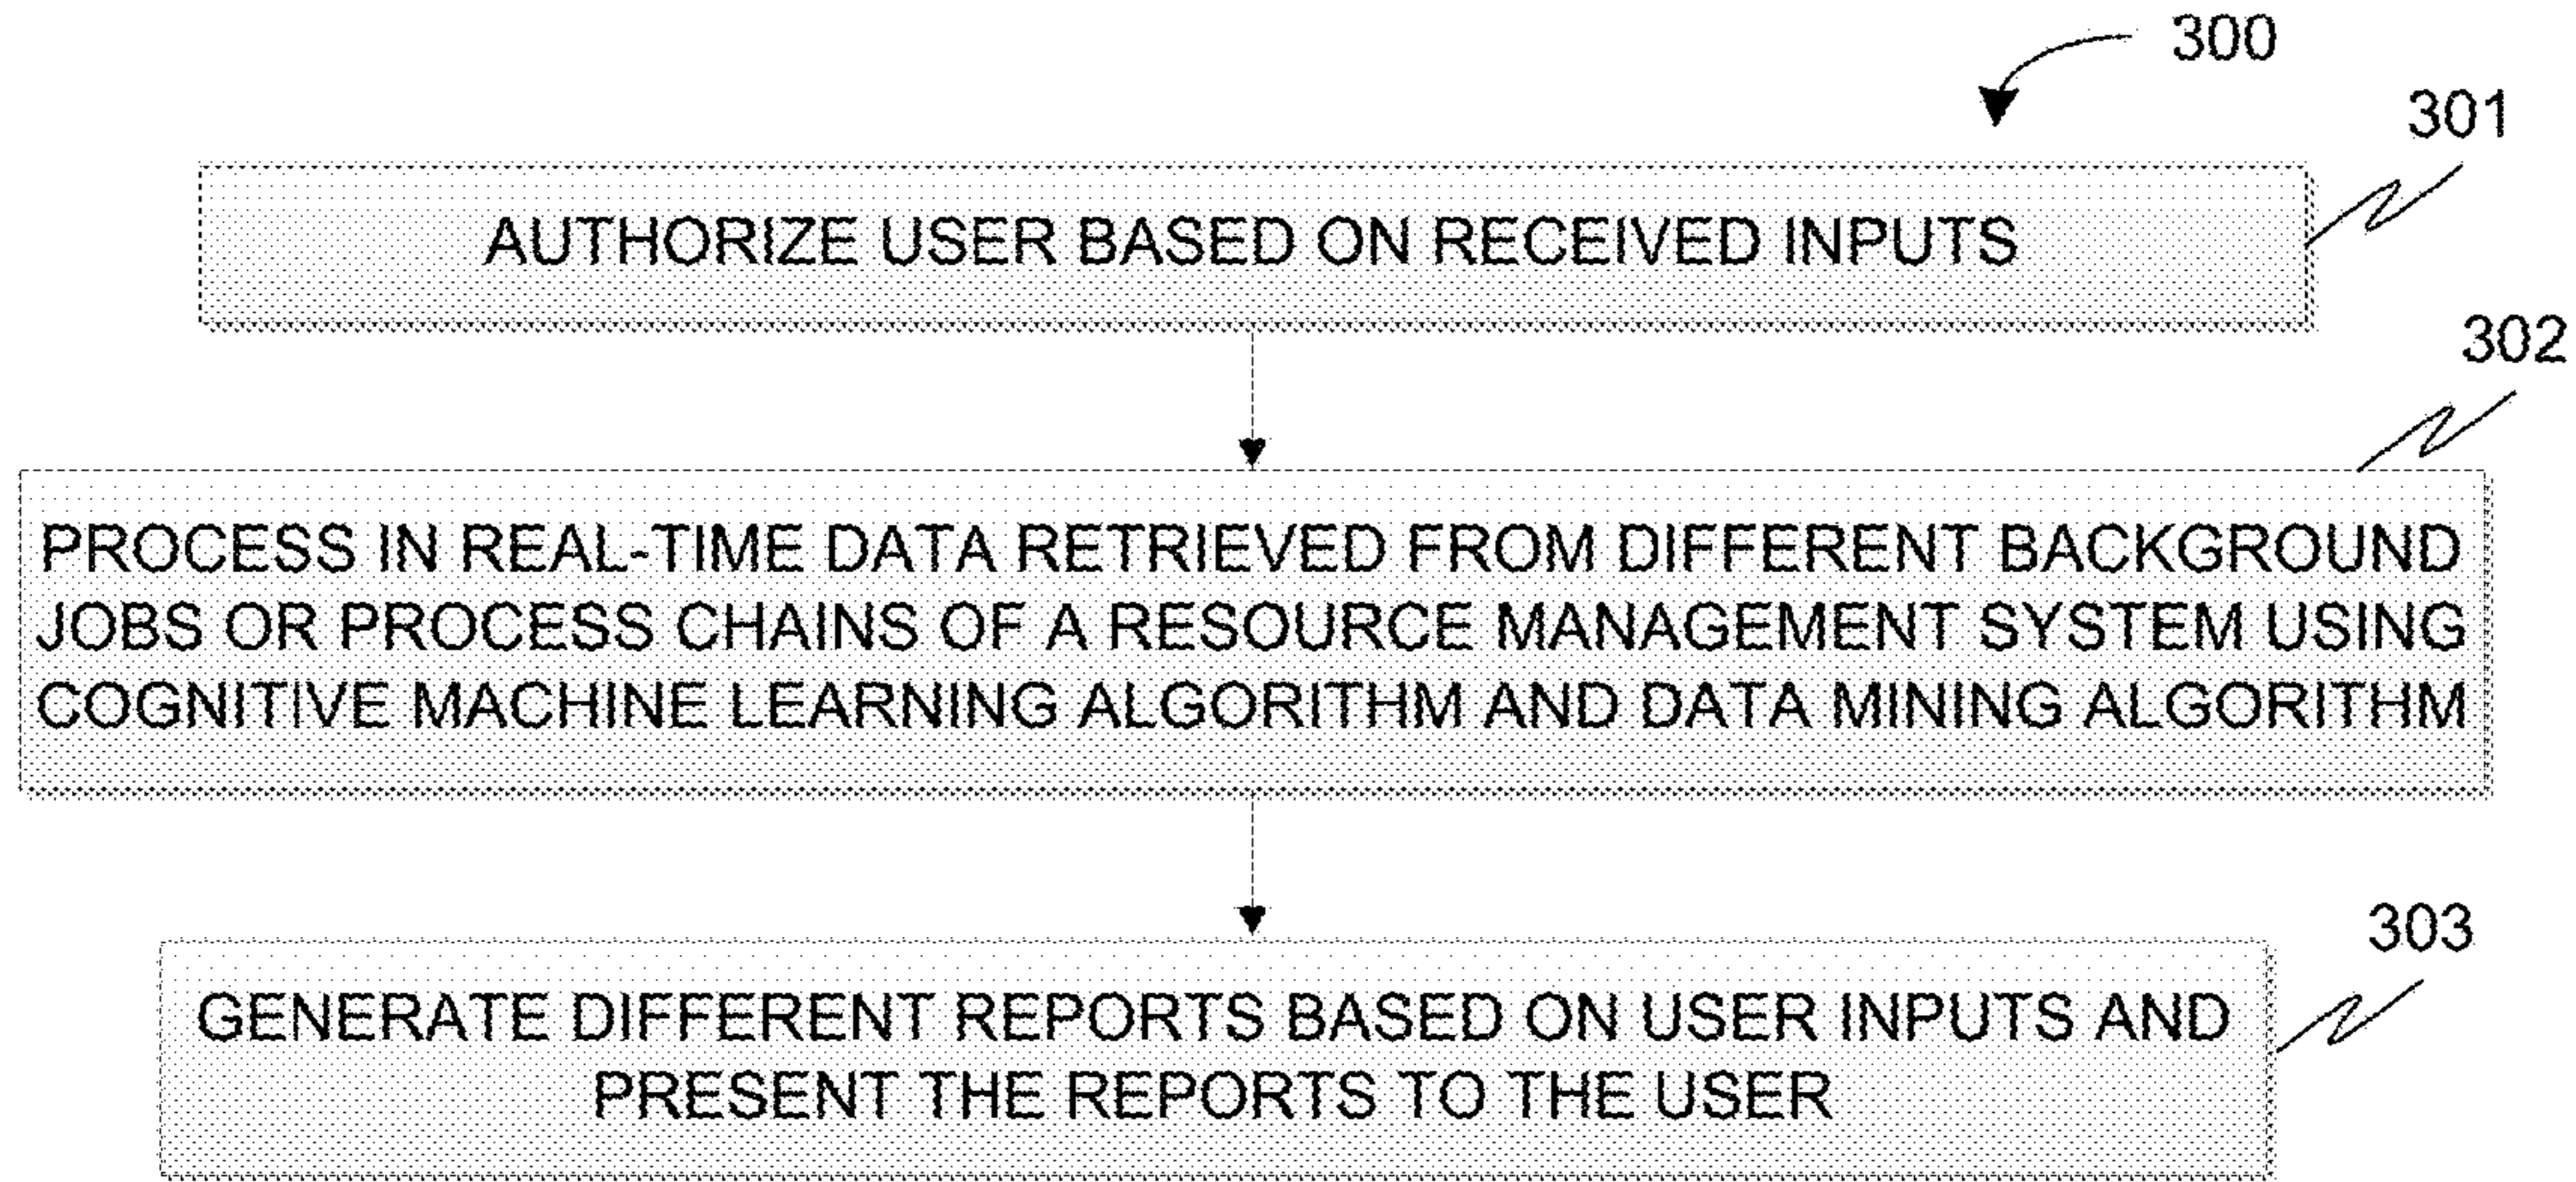 300
301
AUTHORIZE USER BASED ON RECEIVED INPUTS
302
PROCESS IN REAL-TIME DATA RETRIEVED FROM DIFFERENT BACKGROUND
JOBS OR PROCESS CHAINS OF A RESOURCE MANAGEMENT SYSTEM USING
COGNITIVE MACHINE LEARNING ALGORITHM AND DATA MINING ALGORITHM
303
GENERATE DIFFERENT REPORTS BASED ON USER INPUTS AND
PRESENT THE REPORTS TO THE USER